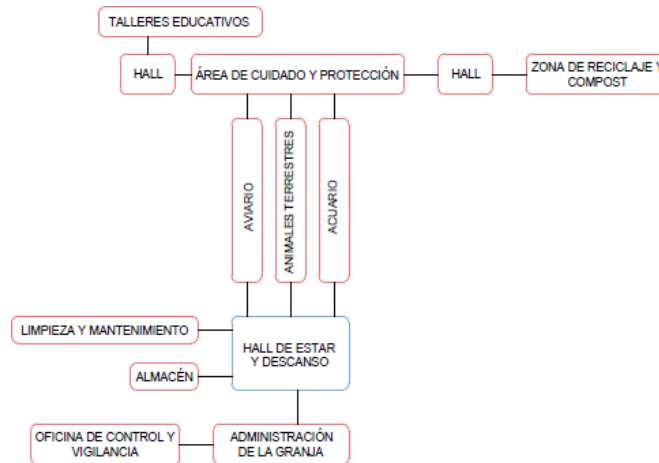 TALLERES EDUCATIVOS
HALL
ÁREA DE CUIDADO Y PROTECCIÓN
HALL
ZONA DE RECICLAJE Y
COMPOST
AVIARIO
ANIMALES TERRESTRES
ACUARIO
LIMPIEZA Y MANTENIMIENTO
HALL DE ESTAR
Y DESCANSO
ALMACÉN
OFICINA DE CONTROL Y
VIGILANCIA
ADMINISTRACIÓN
DE LA GRANJA